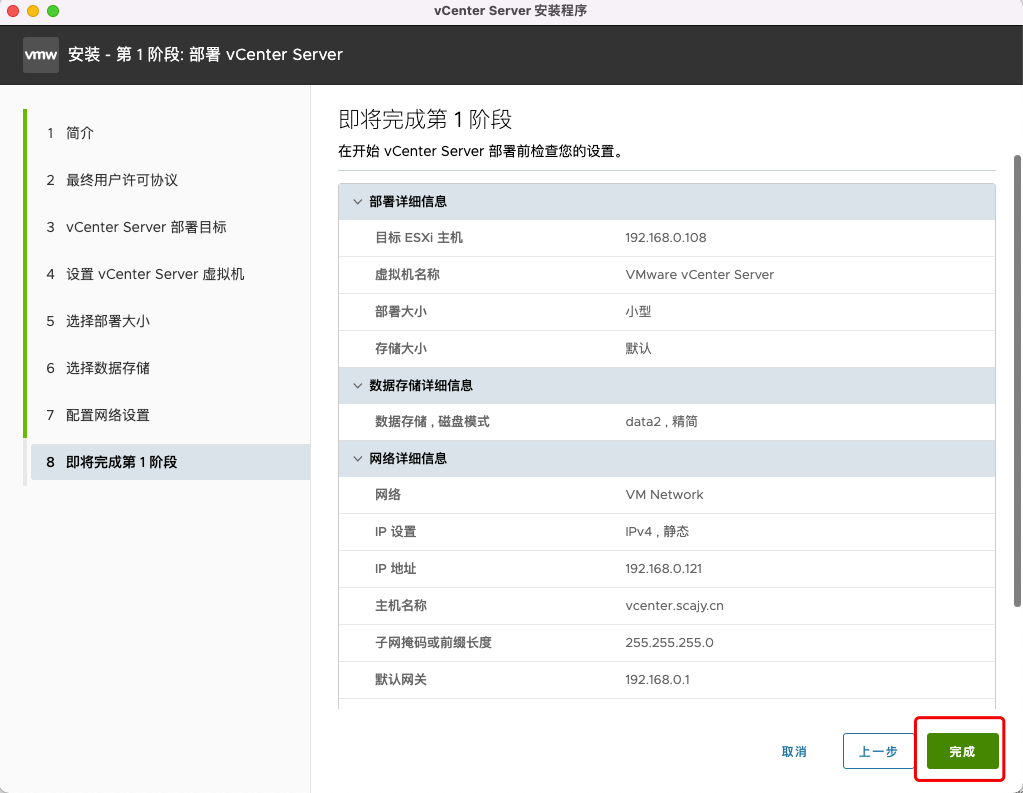 vCenter Server 安装程序
vmw 安装 - 第 1 阶段: 部署 vCenter Server
1 简介
2 最终用户许可协议
3 vCenter Server 部署目标
4 设置 vCenter Server 虚拟机
5 选择部署大小
6 选择数据存储
7 配置网络设置
8 即将完成第 1 阶段
即将完成第 1 阶段
在开始 vCenter Server 部署前检查您的设置。
部署详细信息
目标 ESXi 主机 192.168.0.108
虚拟机名称 VMware vCenter Server
部署大小 小型
存储大小 默认
数据存储详细信息
数据存储 , 磁盘模式 data2 , 精简
网络详细信息
网络 VM Network
IP 设置 IPv4 , 静态
IP 地址 192.168.0.121
主机名称 vcenter.scajy.cn
子网掩码或前缀长度 255.255.255.0
默认网关 192.168.0.1
取消 上一步 完成